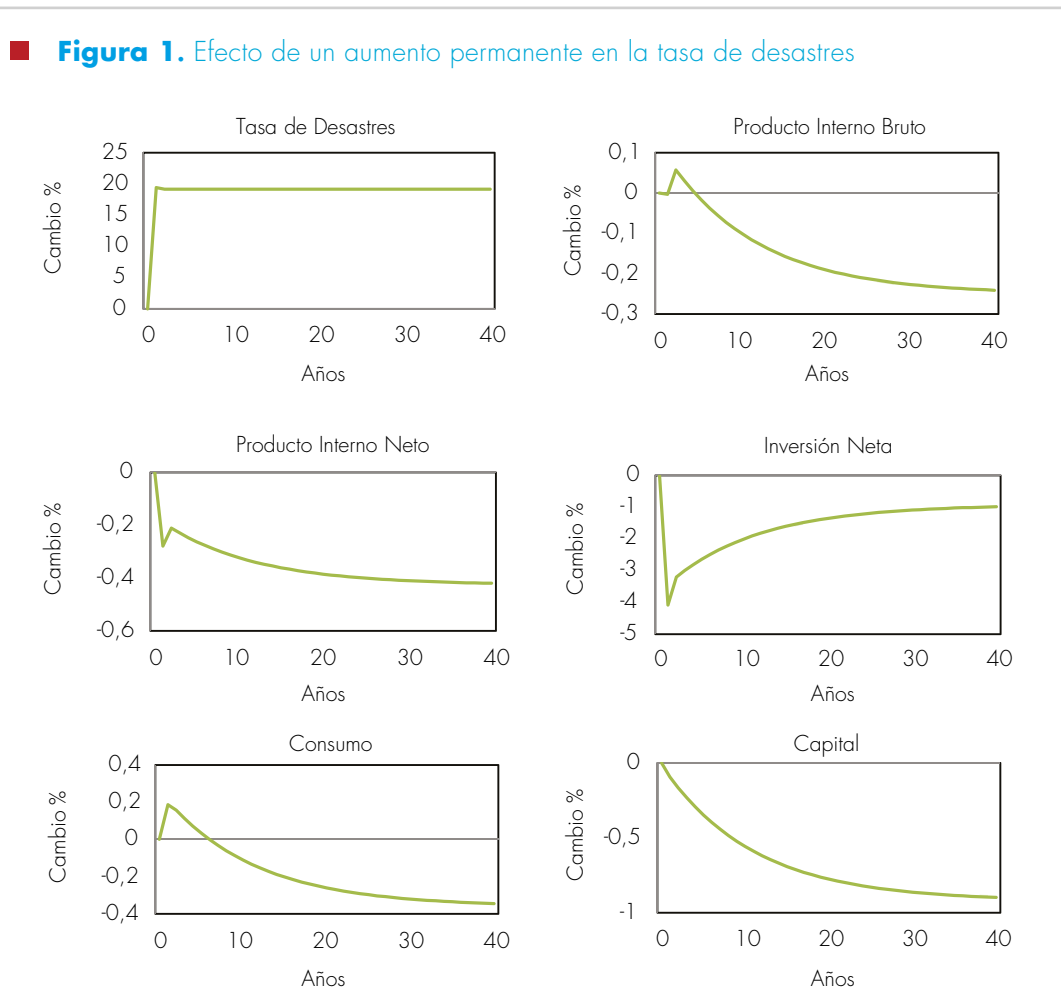 Figura 1. Efecto de un aumento permanente en la tasa de desastres
Tasa de Desastres
Cambio %
25
20
15
10
5
0
0 10 20 30 40
Años
Producto Interno Bruto
Cambio %
0,1
0
-0,1
-0,2
-0,3
0 10 20 30 40
Años
Producto Interno Neto
Cambio %
0
-0,2
-0,4
-0,6
0 10 20 30 40
Años
Inversión Neta
Cambio %
0
-1
-2
-3
-4
-5
0 10 20 30 40
Años
Consumo
Cambio %
0,4
0,2
0
-0,2
-0,4
0 10 20 30 40
Años
Capital
Cambio %
0
-0,5
-1
0 10 20 30 40
Años